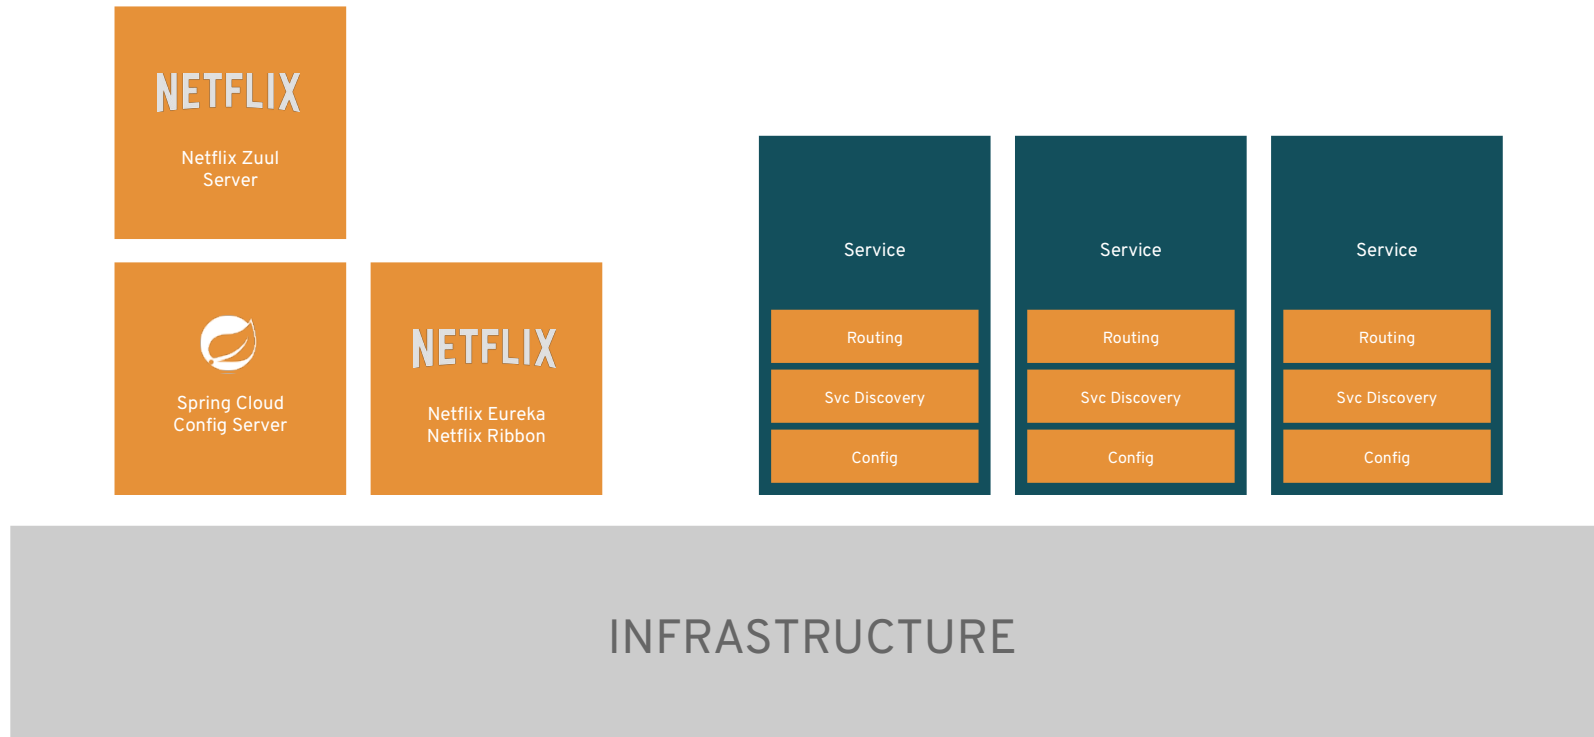 NETFLIX
Netflix Zuul
Server
Spring Cloud
Config Server
NETFLIX
Netflix Eureka
Netflix Ribbon
Service
Routing
Svc Discovery
Config
Service
Routing
Svc Discovery
Config
Service
Routing
Svc Discovery
Config
INFRASTRUCTURE